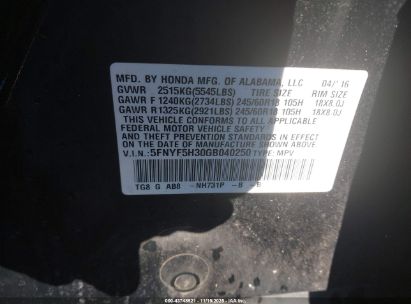 MFD. BY HONDA MFG. OF ALABAMA, LLC 04/'16
GVWR 2515KG(5545LBS) TIRE SIZE RIM SIZE
GAWR F 1240KG(2734LBS) 245/60R18 105H 18X8.0J
GAWR R 1325KG(2921LBS) 245/60R18 105H 18X8.0J
THIS VEHICLE CONFORMS TO ALL APPLICABLE
FEDERAL MOTOR VEHICLE SAFETY
AND THEFT PREVENTION STANDARDS IN EFFECT
ON THE DATE OF MANUFACTURE SHOWN ABOVE.
V.I.N.: 5FNYF5H30GB040250 TYPE: MPV
TG8 G AB8 -NH731P -B -B